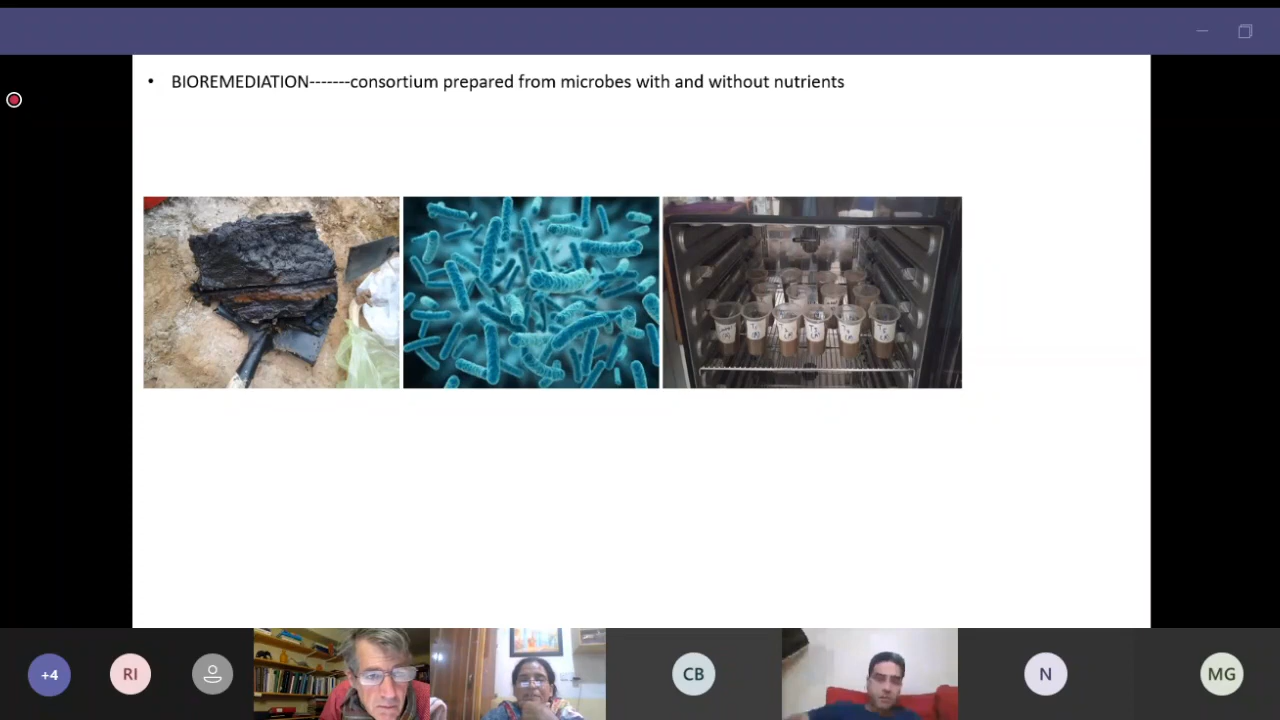 • BIOREMEDIATION-------consortium prepared from microbes with and without nutrients
+4
RI
CB
N
MG